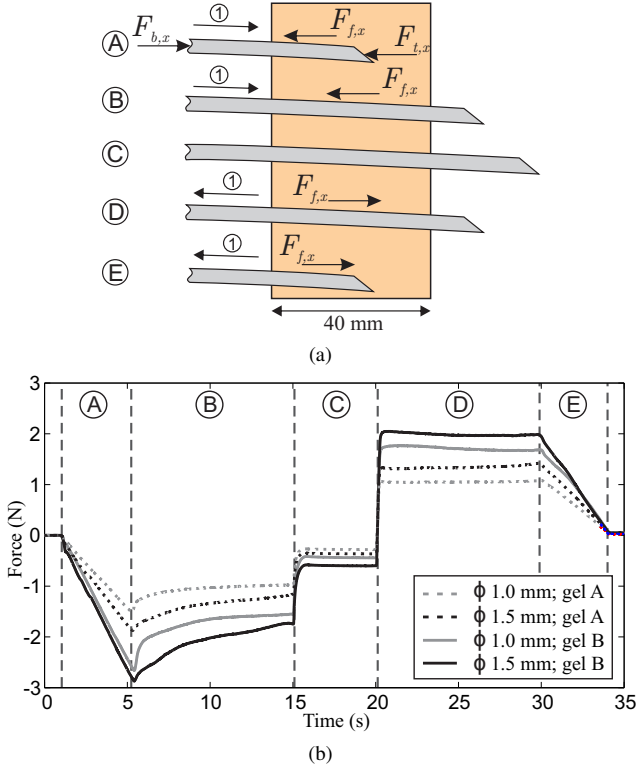 ①
F_{b,x}
F_{f,x}
F_{t,x}
Ⓐ
①
F_{f,x}
Ⓑ
Ⓒ
①
F_{f,x}
Ⓓ
①
F_{f,x}
Ⓔ
40 mm
(a)
3
2
1
0
-1
-2
-3
Force (N)
Ⓐ
Ⓑ
Ⓒ
Ⓓ
Ⓔ
ϕ 1.0 mm; gel A
ϕ 1.5 mm; gel A
ϕ 1.0 mm; gel B
ϕ 1.5 mm; gel B
0 5 10 15 20 25 30 35
Time (s)
(b)